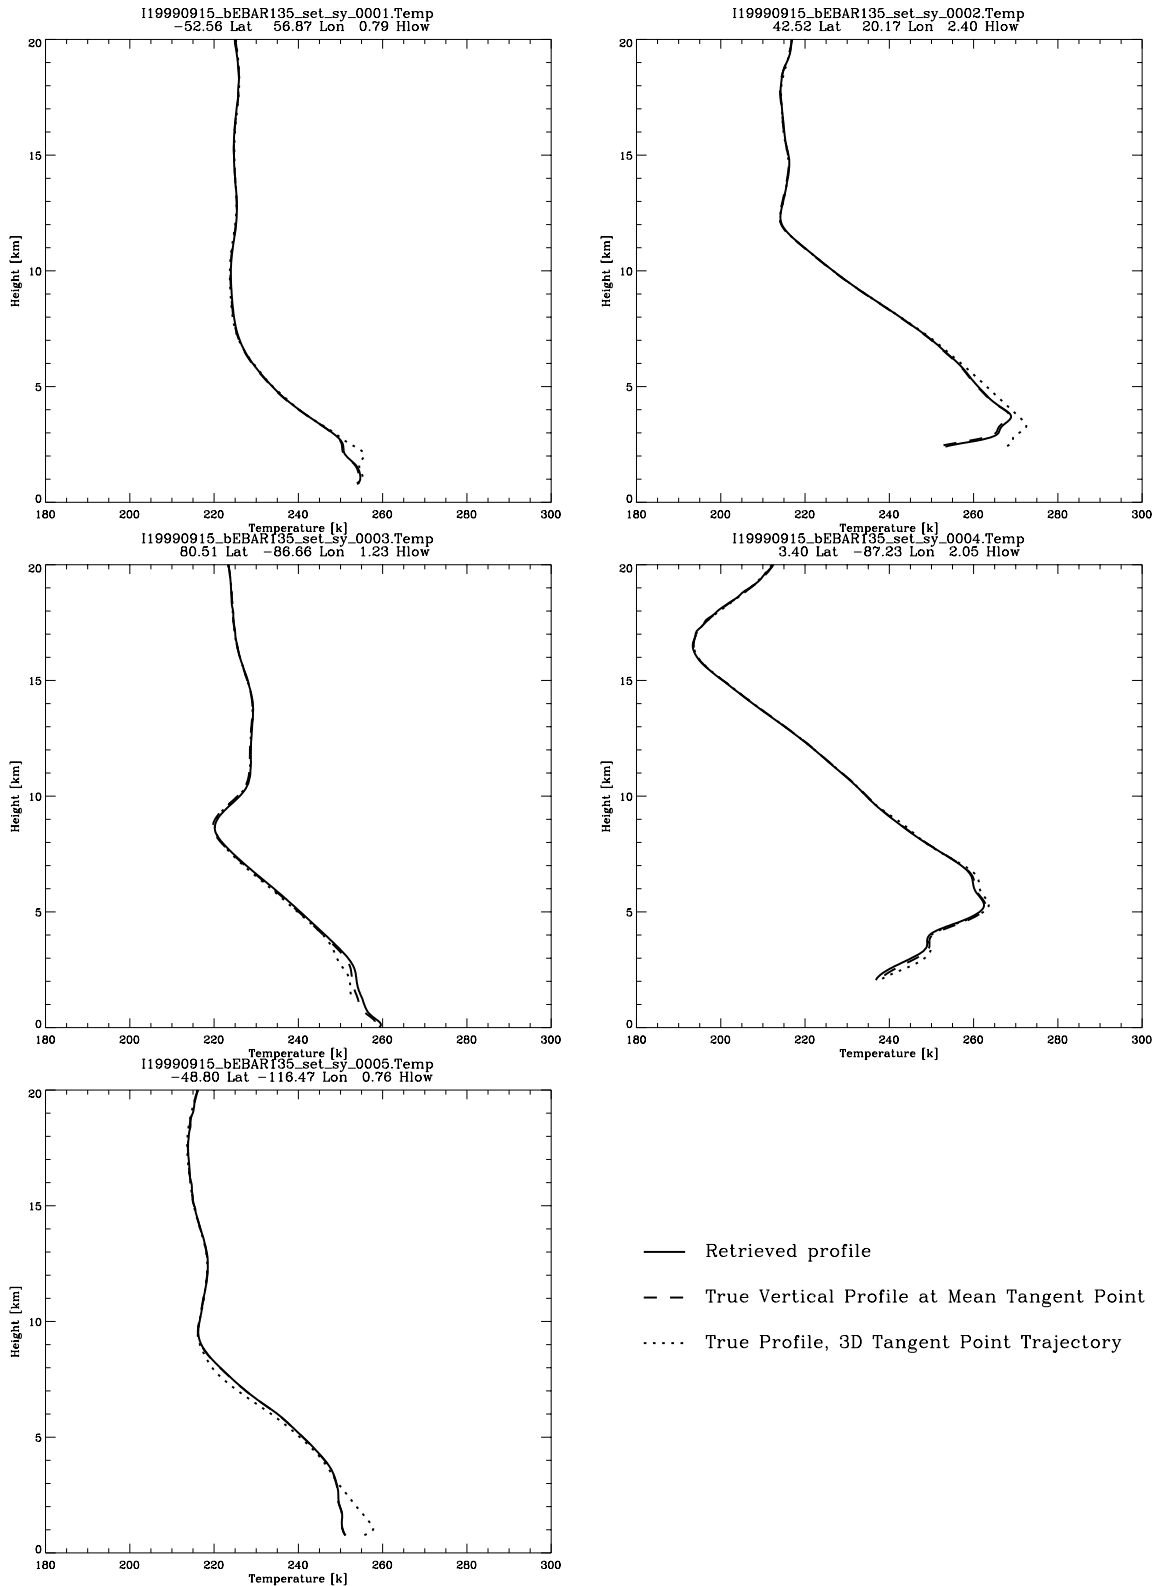 I19990915_bEBAR135_set_sy_0001.Temp
-52.56 Lat 56.87 Lon 0.79 Hlow
20
15
10
5
0
Height [km]
180 200 220 240 260 280 300
Temperature [k]
I19990915_bEBAR135_set_sy_0002.Temp
42.52 Lat 20.17 Lon 2.40 Hlow
20
15
10
5
0
Height [km]
180 200 220 240 260 280 300
Temperature [k]
I19990915_bEBAR135_set_sy_0003.Temp
80.51 Lat -86.66 Lon 1.23 Hlow
20
15
10
5
0
Height [km]
180 200 220 240 260 280 300
Temperature [k]
I19990915_bEBAR135_set_sy_0004.Temp
3.40 Lat -87.23 Lon 2.05 Hlow
20
15
10
5
0
Height [km]
180 200 220 240 260 280 300
Temperature [k]
I19990915_bEBAR135_set_sy_0005.Temp
-48.80 Lat -116.47 Lon 0.76 Hlow
20
15
10
5
0
Height [km]
180 200 220 240 260 280 300
Temperature [k]
Retrieved profile
True Vertical Profile at Mean Tangent Point
True Profile, 3D Tangent Point Trajectory